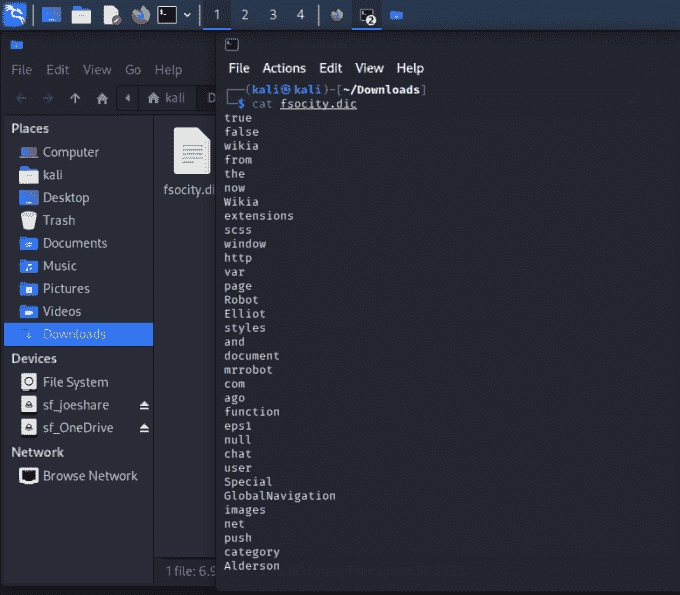 1 2 3 4
2
File Edit View Go Help
kali
Places
Computer
kali
Desktop
Trash
Documents
Music
Pictures
Videos
Downloads
Devices
File System
sf_joeshare
sf_OneDrive
Network
Browse Network
fsocity.di
1 file: 6.9
File Actions Edit View Help
(kali㉿kali)-[~/Downloads]
$ cat fsocity.dic
true
false
wikia
from
the
now
Wikia
extensions
scss
window
http
var
page
Robot
Elliot
styles
and
document
mrrobot
com
ago
function
eps1
null
chat
user
Special
GlobalNavigation
images
net
push
category
Alderson